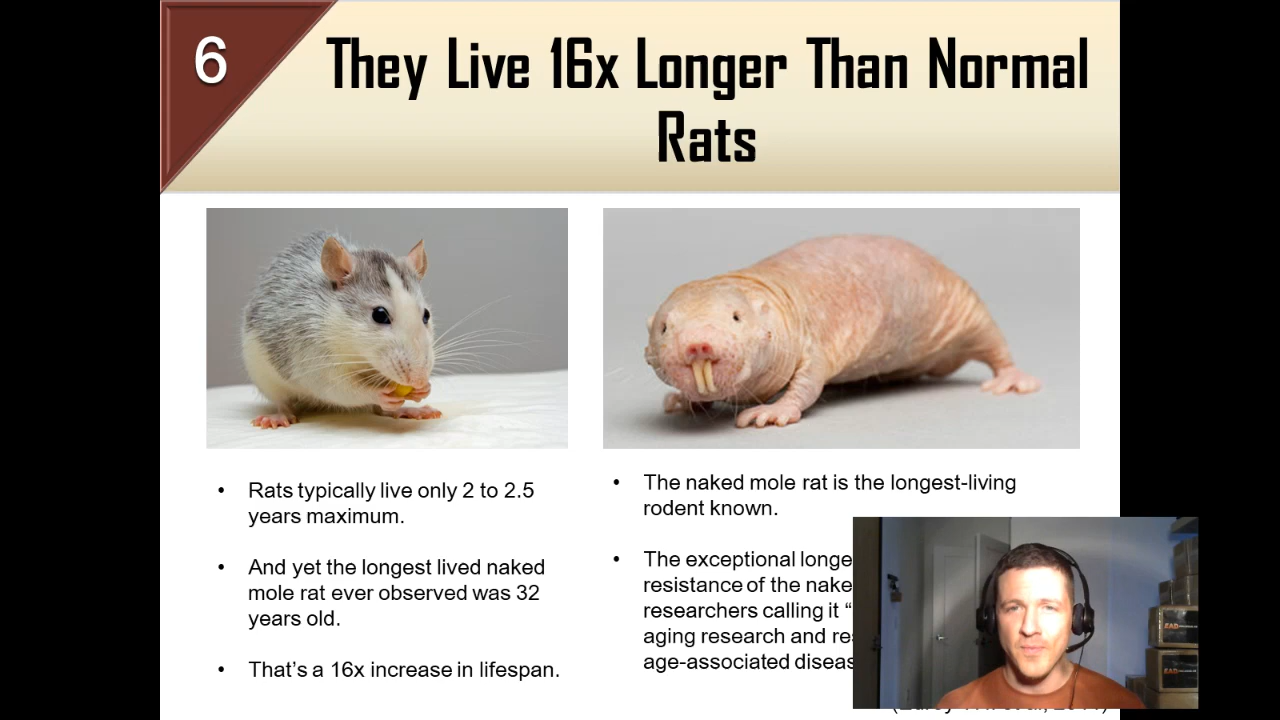 6
They Live 16x Longer Than Normal
Rats
• Rats typically live only 2 to 2.5
years maximum.
• And yet the longest lived naked
mole rat ever observed was 32
years old.
• That's a 16x increase in lifespan.
• The naked mole rat is the longest-living
rodent known.
• The exceptional longe
resistance of the nake
researchers calling it “
aging research and res
age-associated diseas
EAD